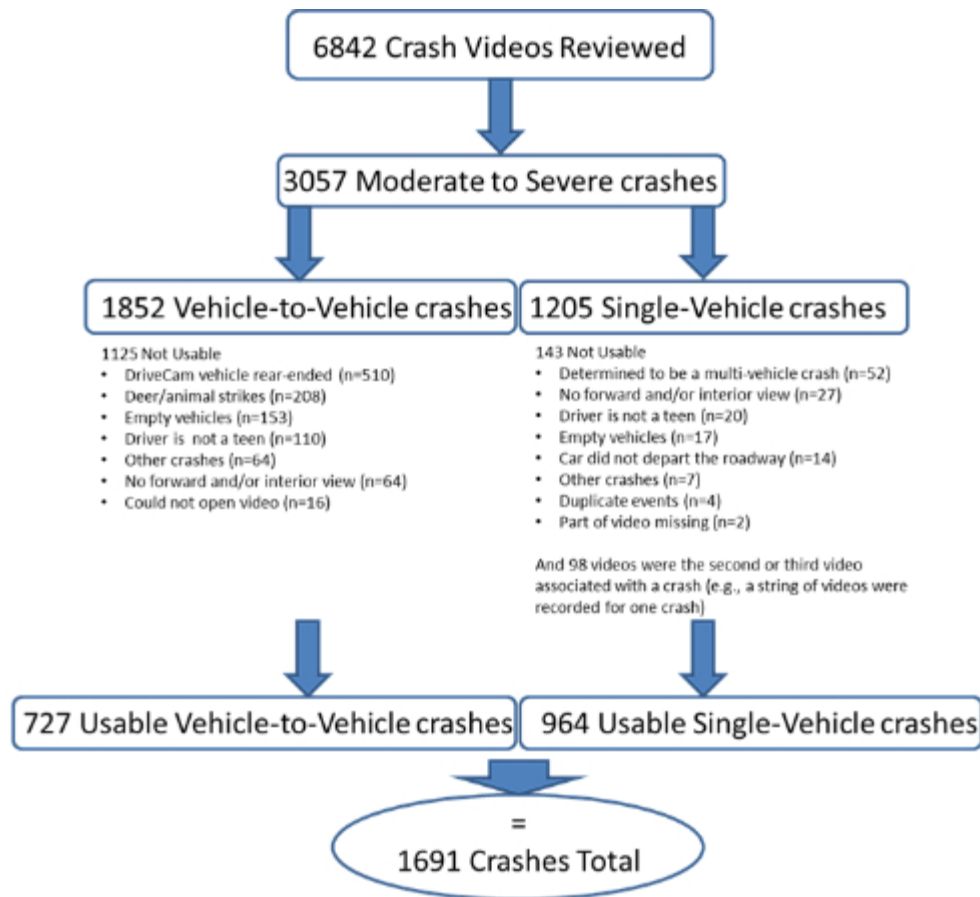 6842 Crash Videos Reviewed
3057 Moderate to Severe crashes
1852 Vehicle-to-Vehicle crashes
1125 Not Usable
• DriveCam vehicle rear-ended (n=510)
• Deer/animal strikes (n=208)
• Empty vehicles (n=153)
• Driver is not a teen (n=110)
• Other crashes (n=64)
• No forward and/or interior view (n=64)
• Could not open video (n=16)
1205 Single-Vehicle crashes
143 Not Usable
• Determined to be a multi-vehicle crash (n=52)
• No forward and/or interior view (n=27)
• Driver is not a teen (n=20)
• Empty vehicles (n=17)
• Car did not depart the roadway (n=14)
• Other crashes (n=7)
• Duplicate events (n=4)
• Part of video missing (n=2)
And 98 videos were the second or third video
associated with a crash (e.g., a string of videos were
recorded for one crash)
727 Usable Vehicle-to-Vehicle crashes
964 Usable Single-Vehicle crashes
=
1691 Crashes Total